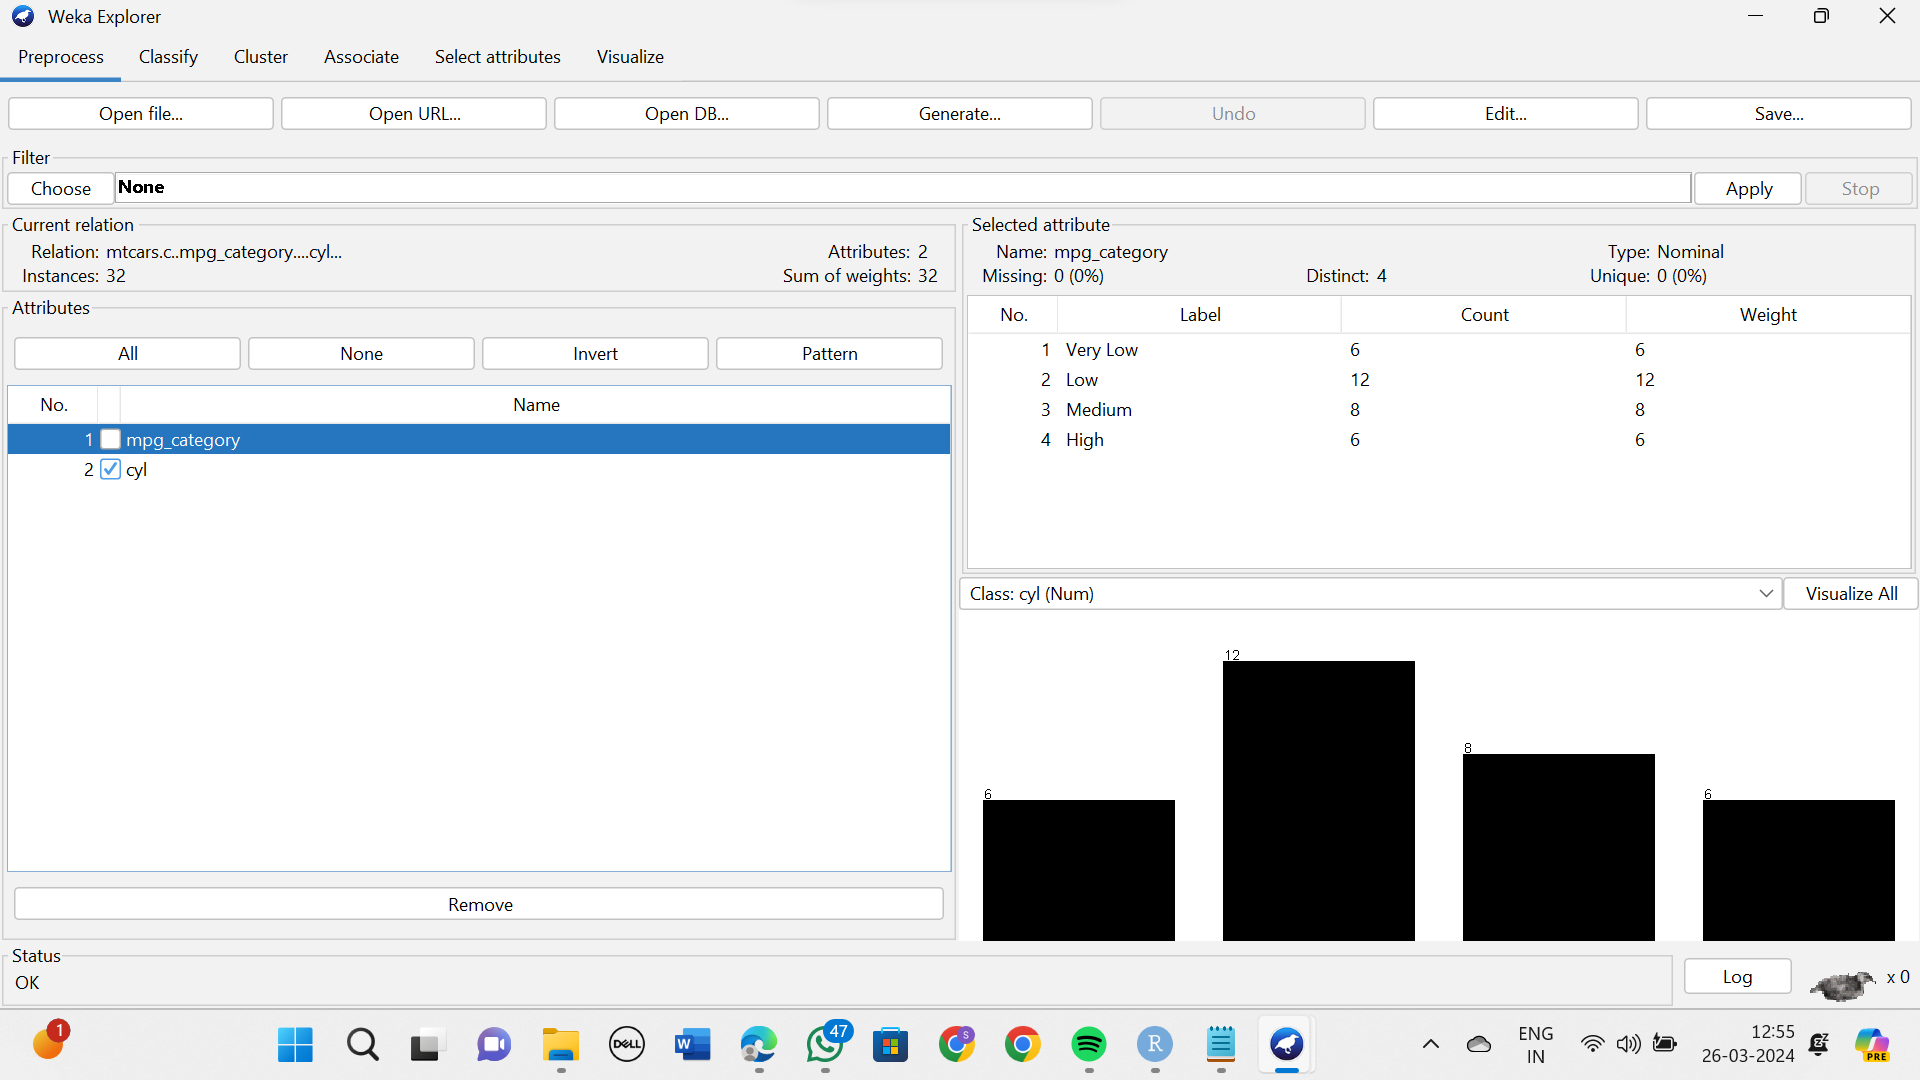 Weka Explorer
Preprocess Classify Cluster Associate Select attributes Visualize
Open file... Open URL... Open DB... Generate... Undo Edit... Save...
Filter
Choose None Apply Stop
Current relation
Relation: mtcars.c..mpg_category....cyl... Attributes: 2
Instances: 32 Sum of weights: 32
Attributes
All None Invert Pattern
No. Name
1 mpg_category
2 cyl
Remove
Selected attribute
Name: mpg_category Type: Nominal
Missing: 0 (0%) Distinct: 4 Unique: 0 (0%)
No. Label Count Weight
1 Very Low 6 6
2 Low 12 12
3 Medium 8 8
4 High 6 6
Class: cyl (Num) Visualize All
6 12 8 6
Status
OK
Log x 0
1 DELL W 47 S R ENG 12:55
IN 26-03-2024 PRE